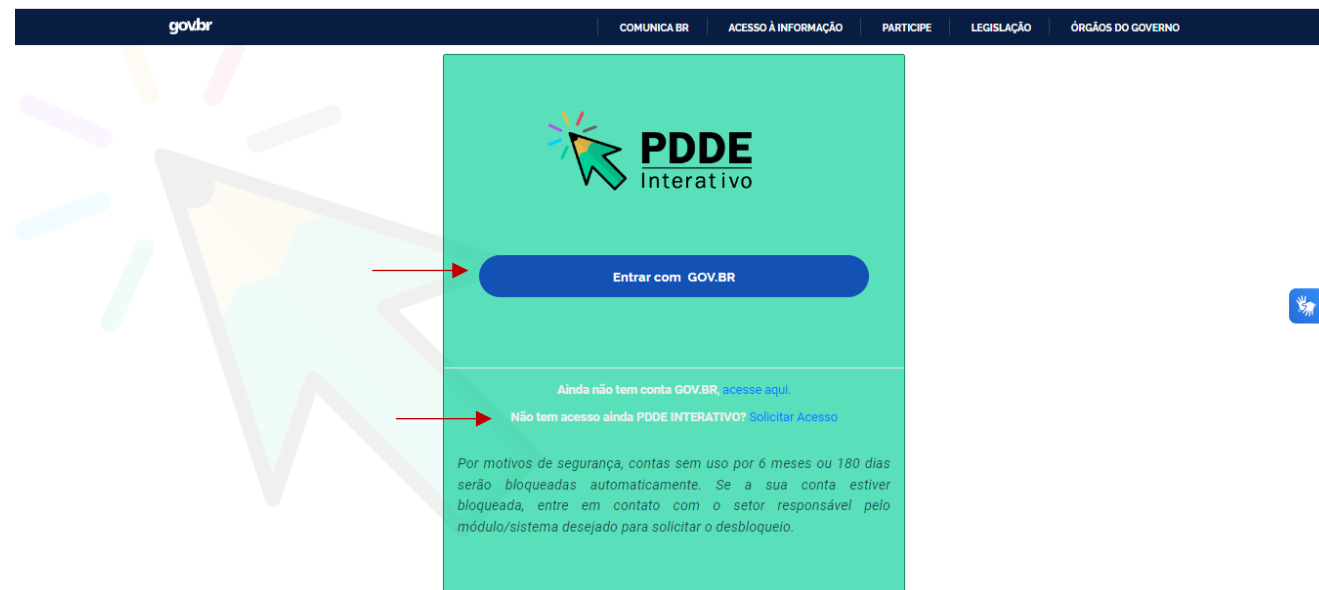 gov.br
COMUNICA BR
ACESSO À INFORMAÇÃO
PARTICIPE
LEGISLAÇÃO
ÓRGÃOS DO GOVERNO
PDDE
Interativo
Entrar com GOV.BR
Ainda não tem conta GOV.BR, acesse aqui.
Não tem acesso ainda PDDE INTERATIVO? Solicitar Acesso
Por motivos de segurança, contas sem uso por 6 meses ou 180 dias
serão bloqueadas automaticamente. Se a sua conta estiver
bloqueada, entre em contato com o setor responsável pelo
módulo/sistema desejado para solicitar o desbloqueio.